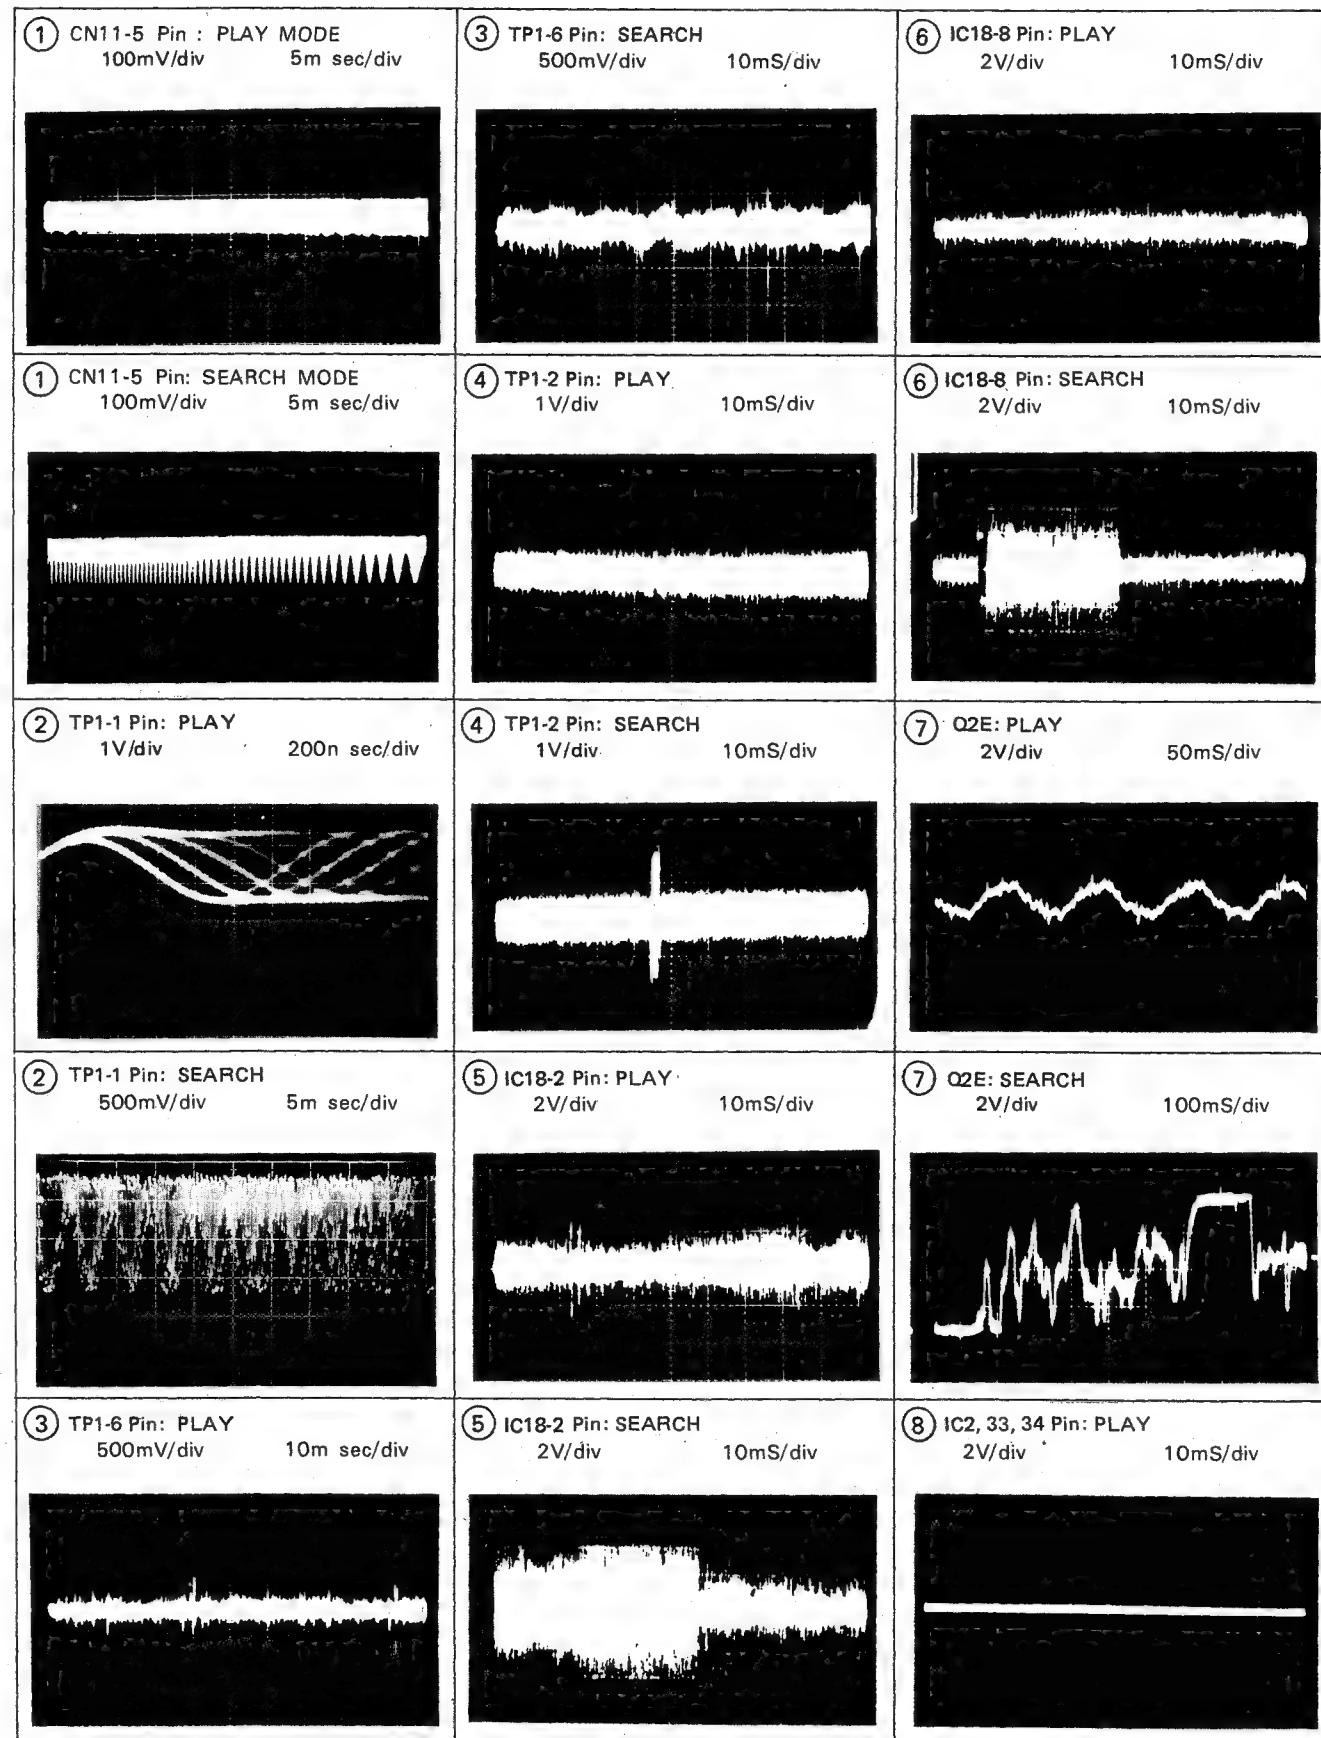 ① CN11-5 Pin : PLAY MODE
100mV/div 5m sec/div
① CN11-5 Pin: SEARCH MODE
100mV/div 5m sec/div
② TP1-1 Pin: PLAY
1V/div 200n sec/div
② TP1-1 Pin: SEARCH
500mV/div 5m sec/div
③ TP1-6 Pin: PLAY
500mV/div 10m sec/div
③ TP1-6 Pin: SEARCH
500mV/div 10mS/div
④ TP1-2 Pin: PLAY
1V/div 10mS/div
④ TP1-2 Pin: SEARCH
1V/div 10mS/div
⑤ IC18-2 Pin: PLAY
2V/div 10mS/div
⑤ IC18-2 Pin: SEARCH
2V/div 10mS/div
⑥ IC18-8 Pin: PLAY
2V/div 10mS/div
⑥ IC18-8 Pin: SEARCH
2V/div 10mS/div
⑦ Q2E: PLAY
2V/div 50mS/div
⑦ Q2E: SEARCH
2V/div 100mS/div
⑧ IC2, 33, 34 Pin: PLAY
2V/div 10mS/div